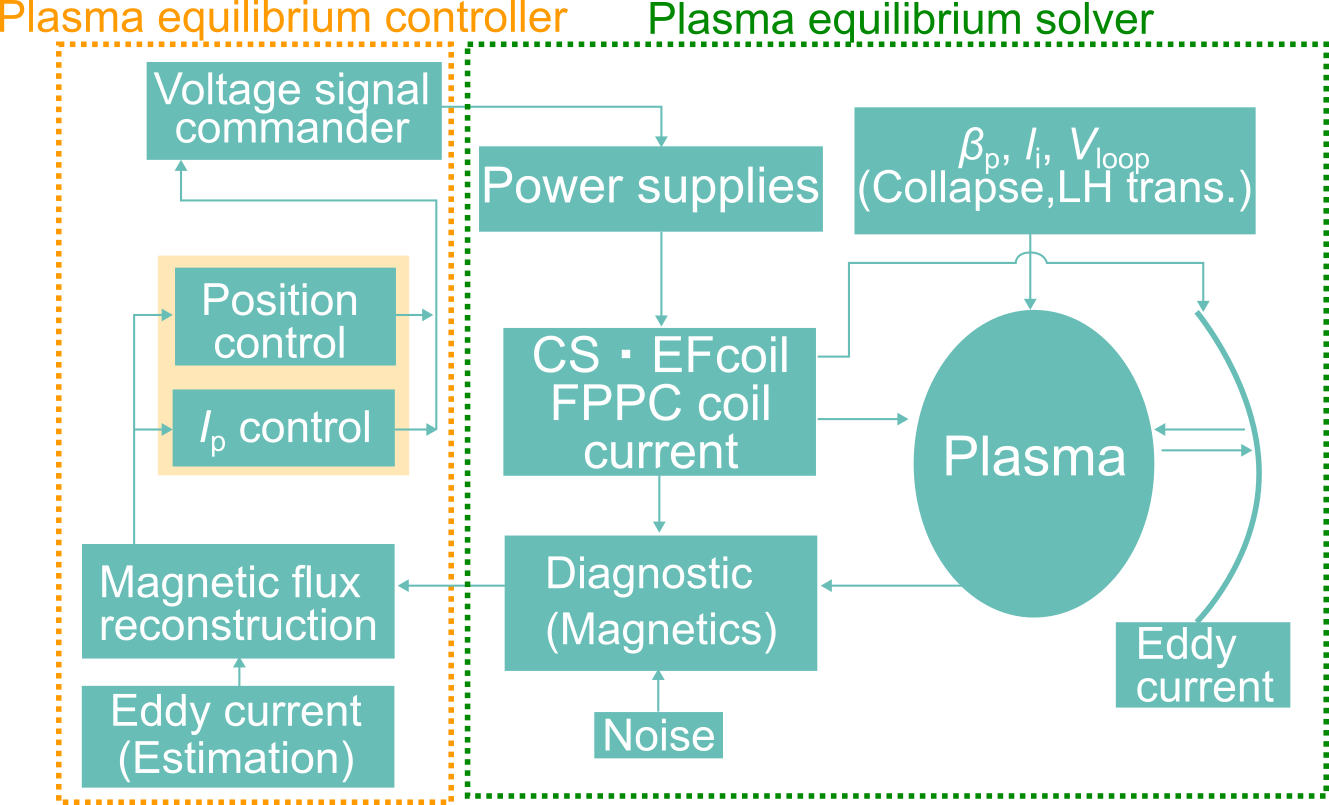 Plasma equilibrium controller
Plasma equilibrium solver
Voltage signal
commander
Power supplies
βp, li, Vloop
(Collapse,LH trans.)
Position
control
Ip control
CS・EFcoil
FPPC coil
current
Plasma
Magnetic flux
reconstruction
Diagnostic
(Magnetics)
Eddy
current
Eddy current
(Estimation)
Noise